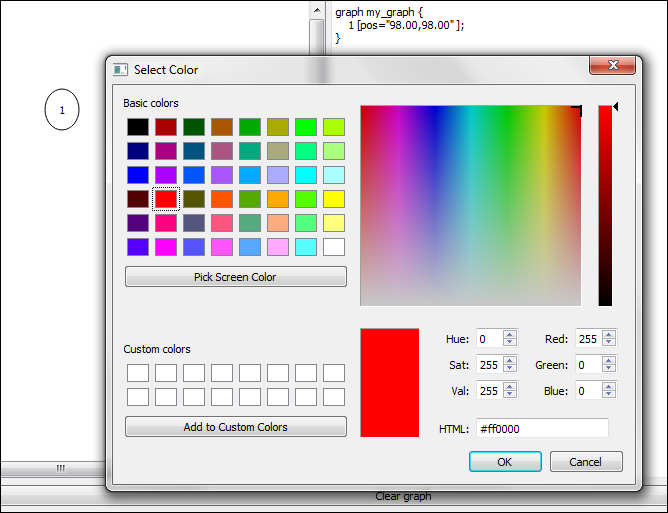 graph my_graph {
1 [pos="98.00,98.00" ];
}
1
Select Color
Basic colors
Pick Screen Color
Custom colors
Add to Custom Colors
Hue: 0 Red: 255
Sat: 255 Green: 0
Val: 255 Blue: 0
HTML: #ff0000
OK Cancel
Clear graph